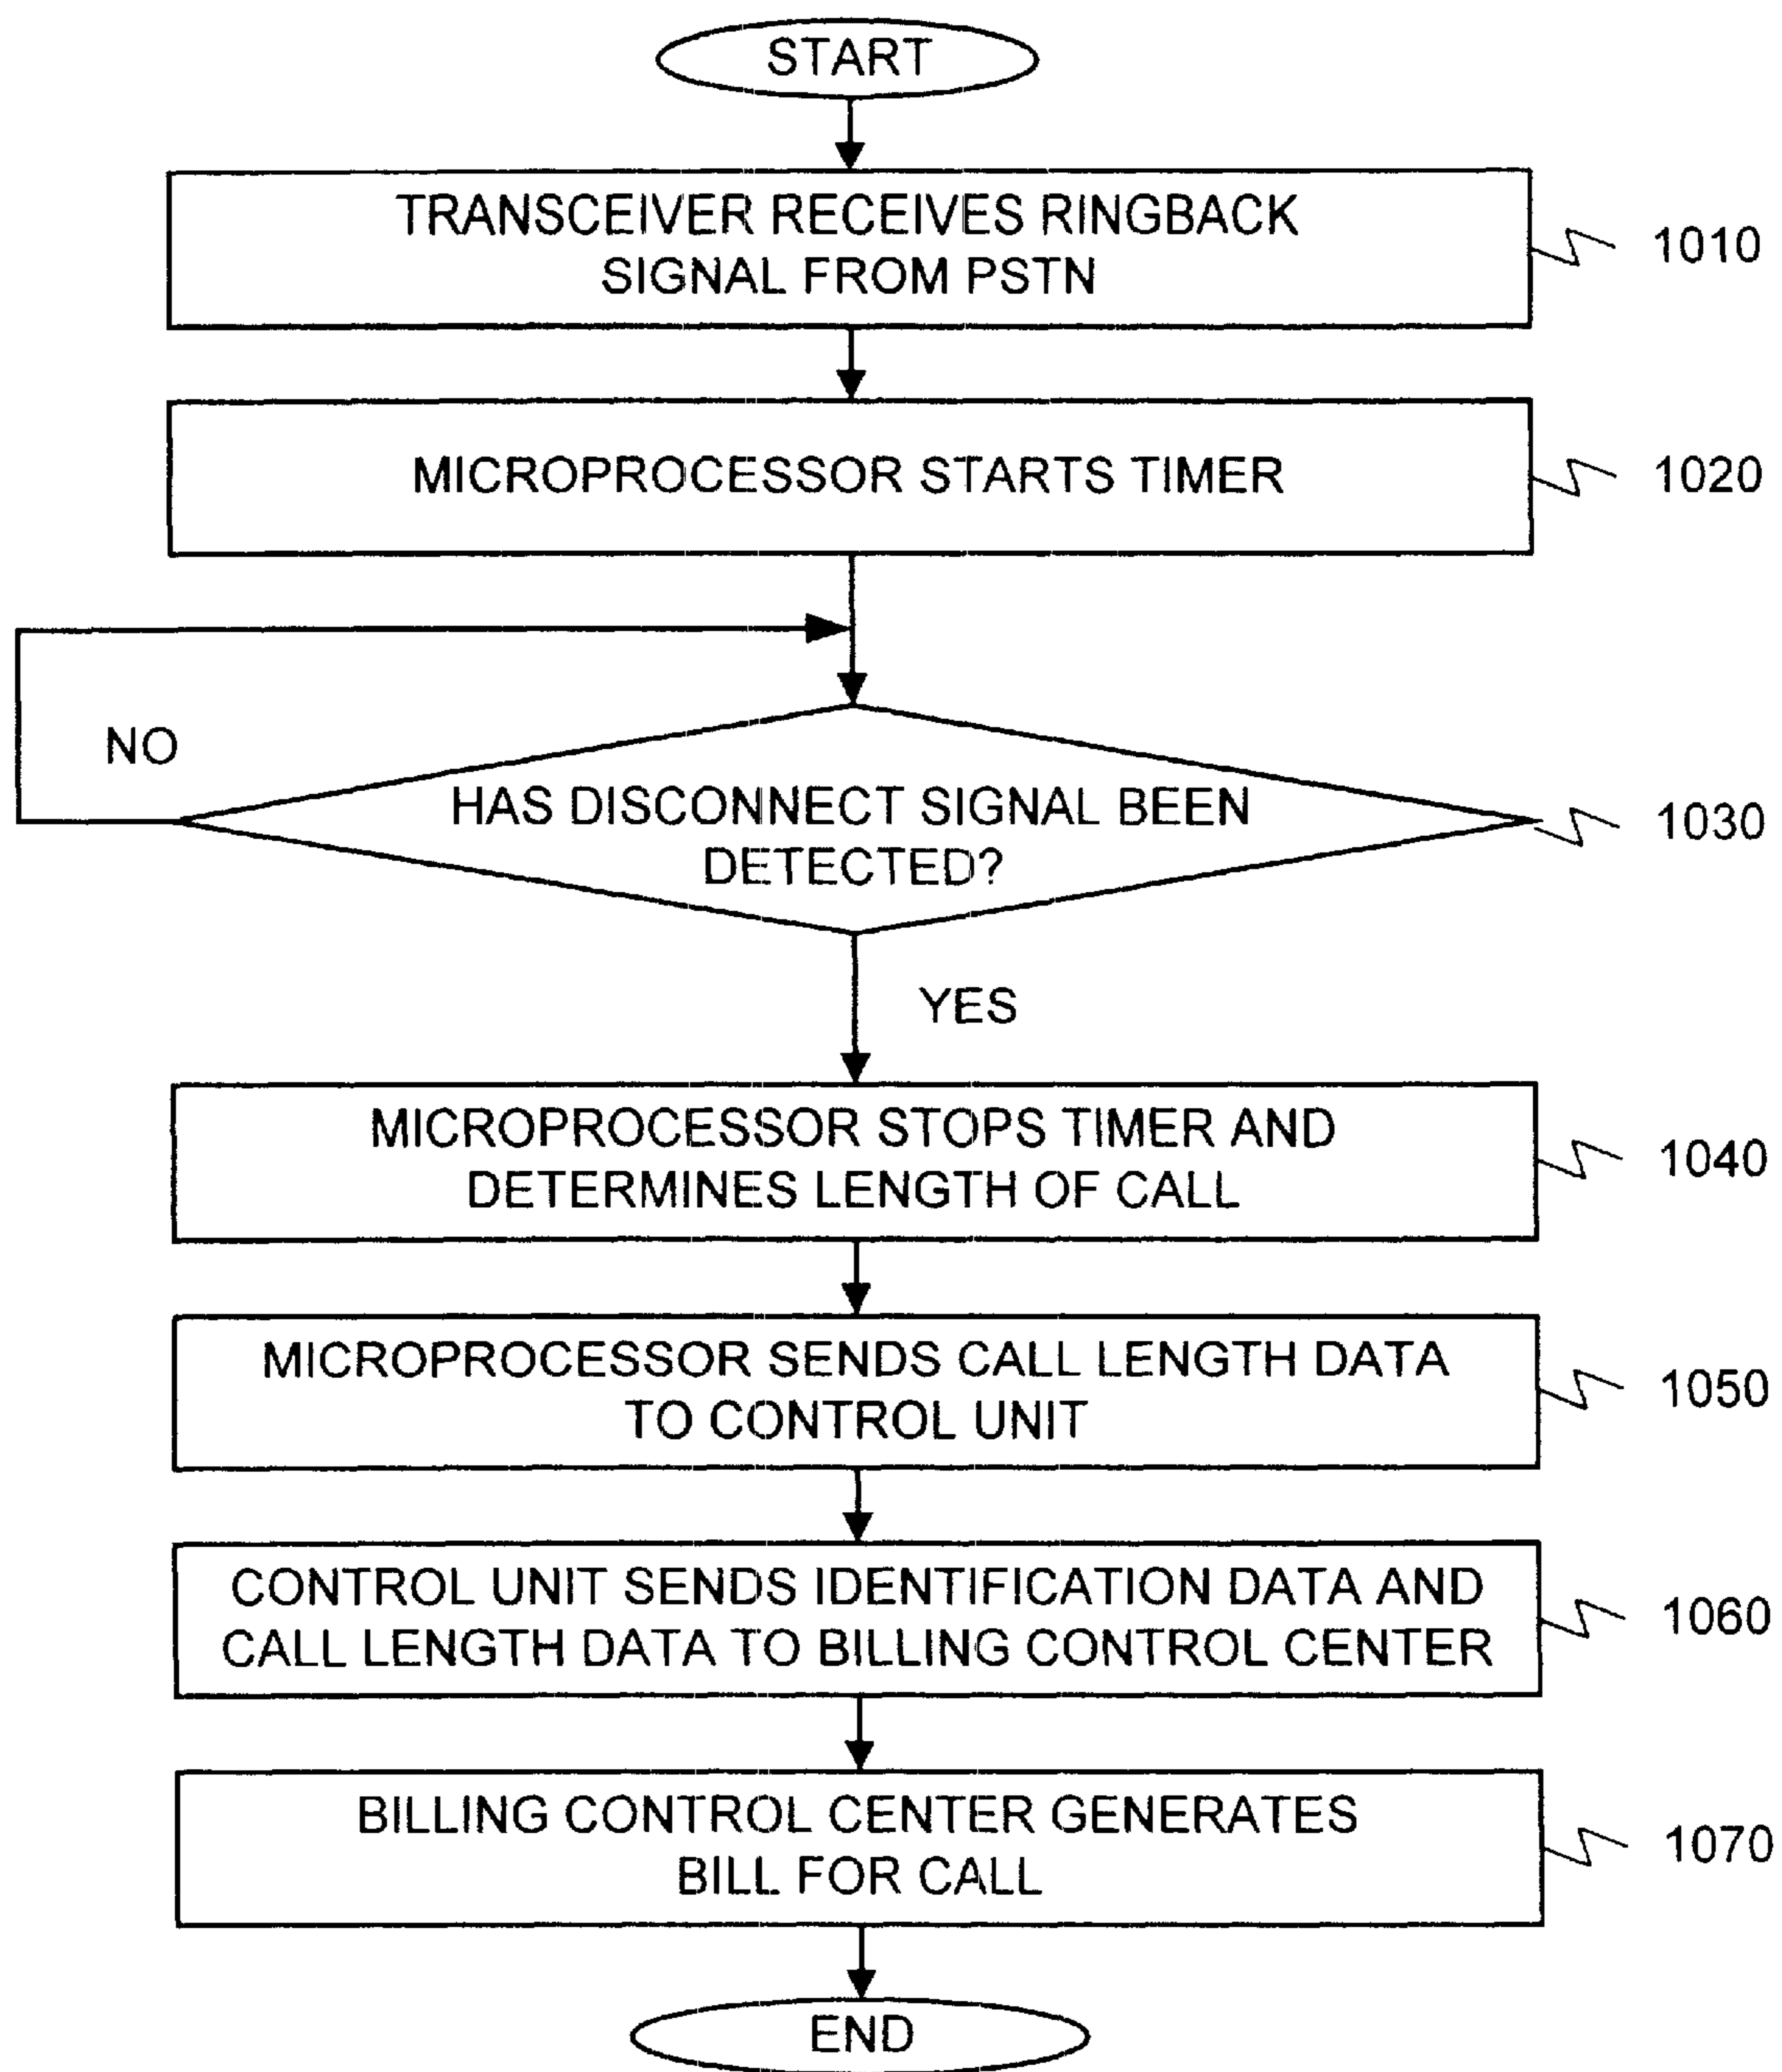 START
TRANSCEIVER RECEIVES RINGBACK
SIGNAL FROM PSTN
1010
MICROPROCESSOR STARTS TIMER
1020
NO
HAS DISCONNECT SIGNAL BEEN
DETECTED?
1030
YES
MICROPROCESSOR STOPS TIMER AND
DETERMINES LENGTH OF CALL
1040
MICROPROCESSOR SENDS CALL LENGTH DATA
TO CONTROL UNIT
1050
CONTROL UNIT SENDS IDENTIFICATION DATA AND
CALL LENGTH DATA TO BILLING CONTROL CENTER
1060
BILLING CONTROL CENTER GENERATES
BILL FOR CALL
1070
END